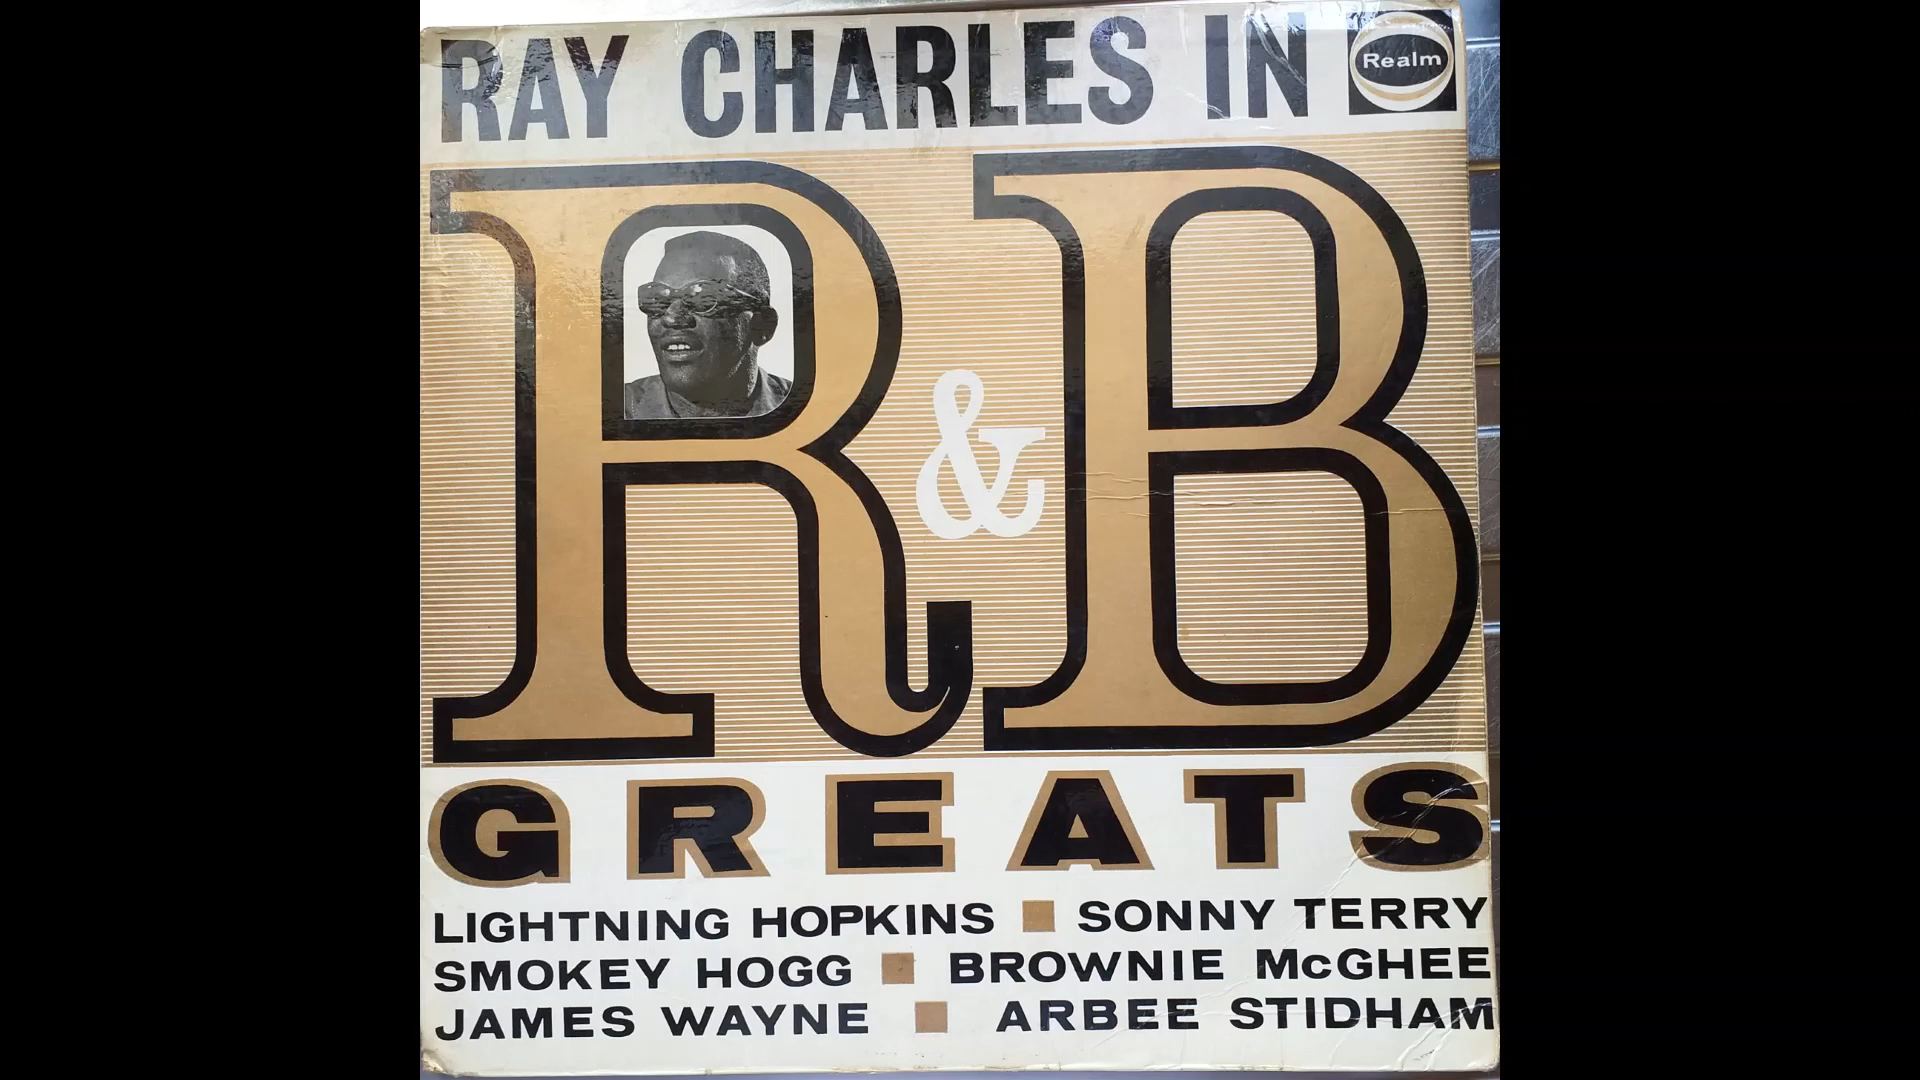 RAY CHARLES IN
Realm
R & B
GREATS
LIGHTNING HOPKINS ■ SONNY TERRY
SMOKEY HOGG ■ BROWNIE McGHEE
JAMES WAYNE ■ ARBEE STIDHAM